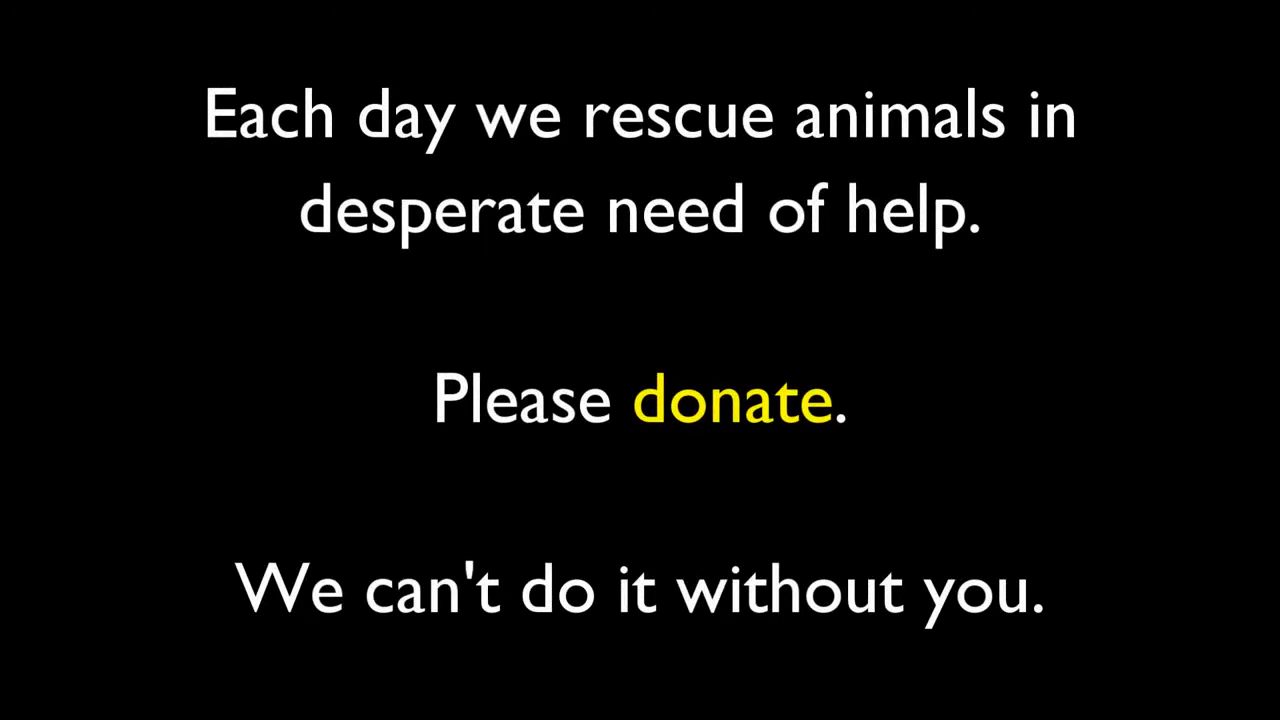 Each day we rescue animals in
desperate need of help.
Please donate.
We can't do it without you.